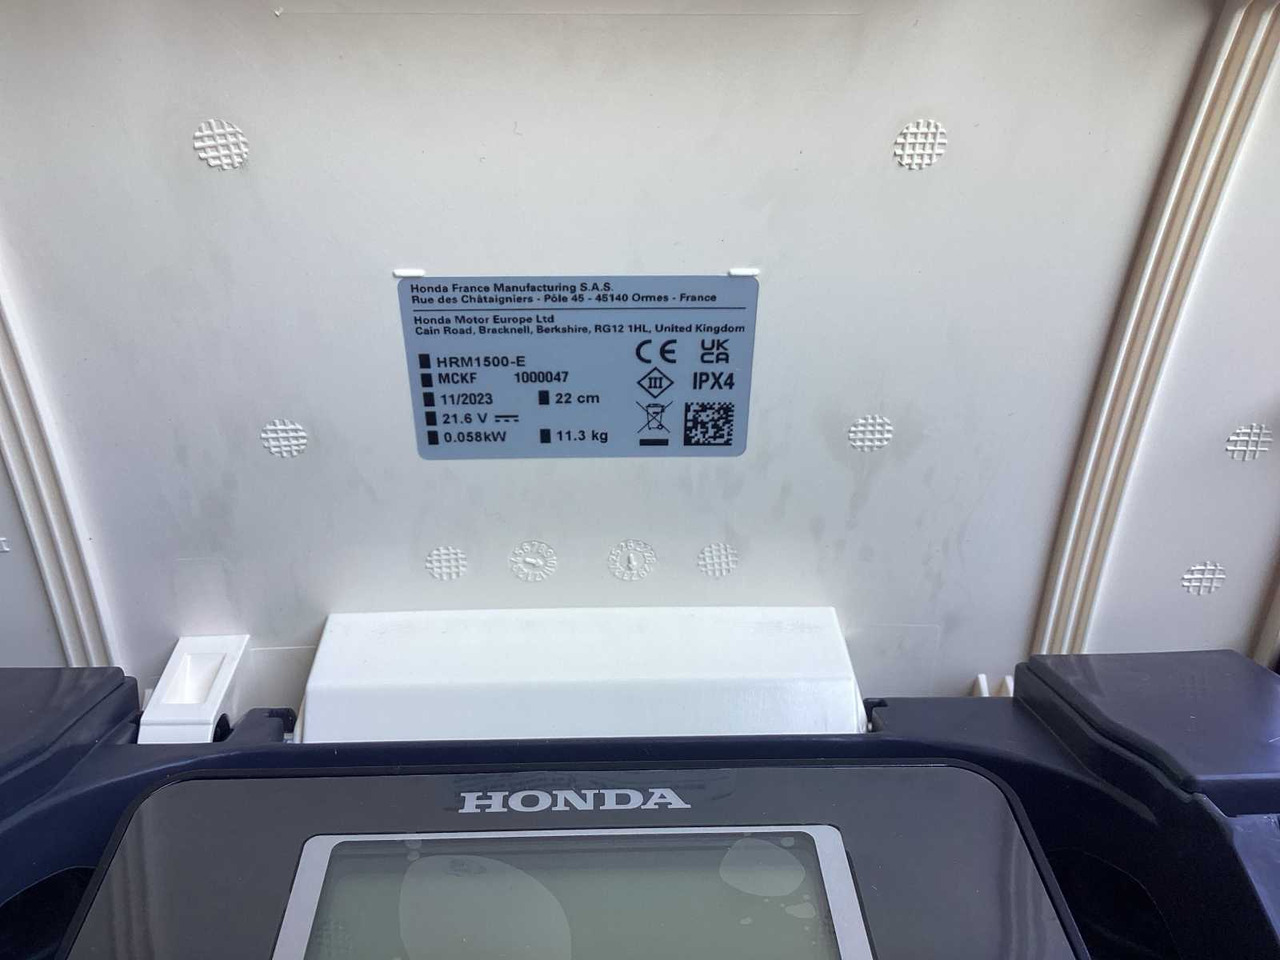 Honda France Manufacturing S.A.S.
Rue des Châtaigniers - Pôle 45 - 45140 Ormes - France
Honda Motor Europe Ltd
Cain Road, Bracknell, Berkshire, RG12 1HL, United Kingdom
HRM1500-E
MCKF 1000047
11/2023 22 cm
21.6 V
0.058kW 11.3 kg
CE UK CA
III IPX4
HONDA